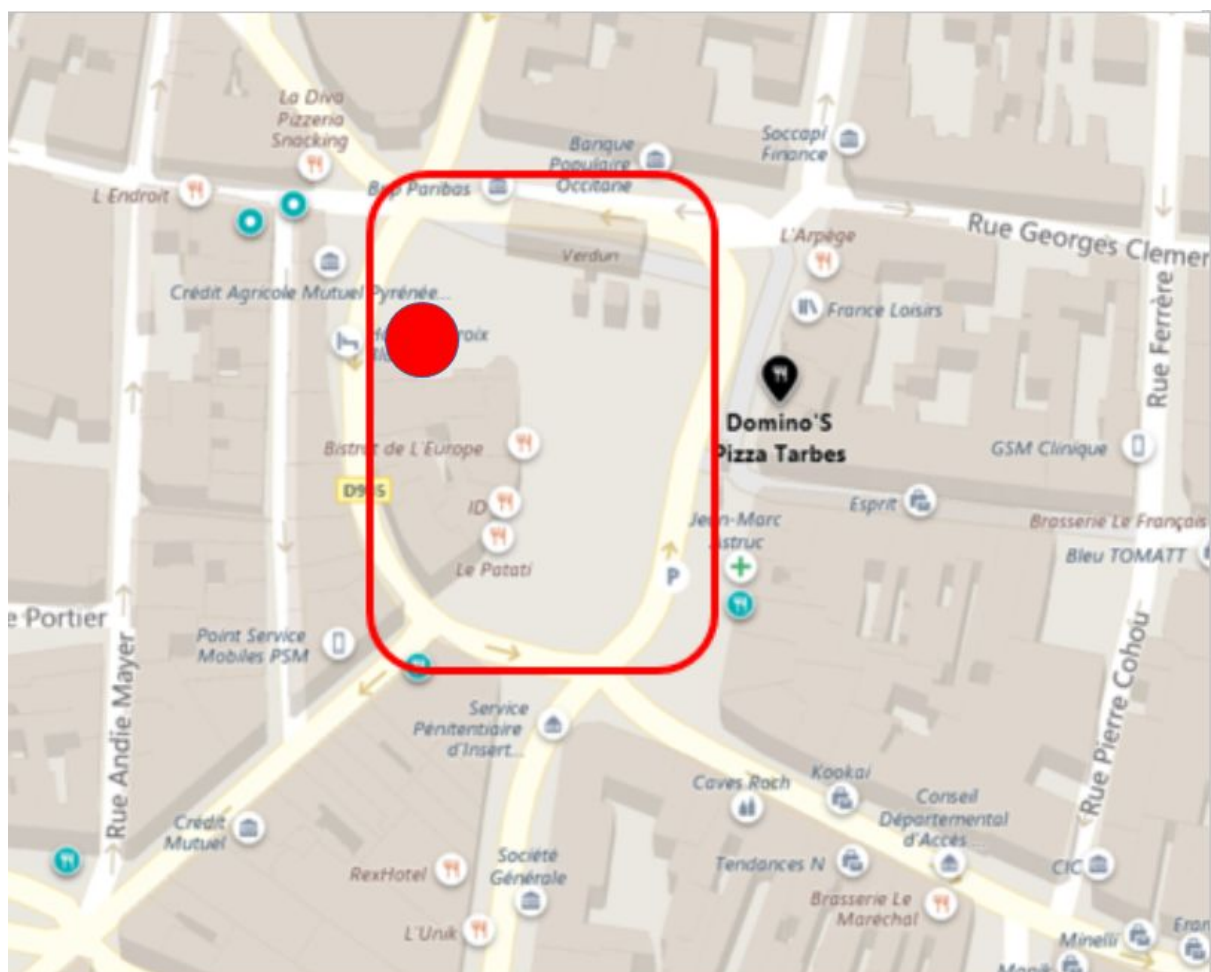 La Diva
Pizzeria
Snacking
L Endroit
Bnp Paribas
Banque
Populaire
Occitane
Soccapi
Finance
Rue Georges Clemer
L'Arpège
Verdun
Crédit Agricole Mutuel Pyrénée...
France Loisirs
Rue Ferrère
roix
Domino'S
Pizza Tarbes
Bistrot de L'Europe
GSM Clinique
D935
ID
Esprit
Jean-Marc
Astruc
Brasserie Le Français
Bleu TOMATT
Le Patati
P
e Portier
Point Service
Mobiles PSM
Rue Andie Mayer
Rue Pierre Cohou
Service
Pénitentiaire
d'Insert...
Caves Roch
Kookai
Conseil
Départemental
d'Accès ...
Crédit
Mutuel
Tendances N
CIC
RexHotel
Société
Générale
Brasserie Le
Marechal
L'Unik
Minelli
Eram